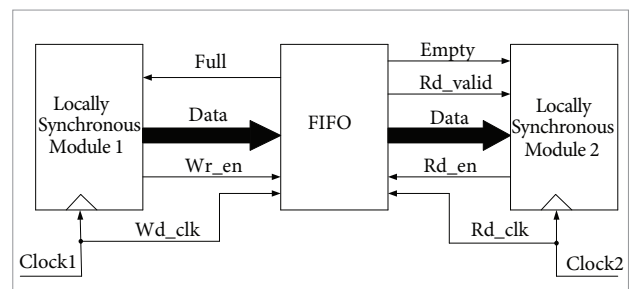 Full
Empty
Rd_valid
Locally
Synchronous
Module 1
Data
FIFO
Data
Locally
Synchronous
Module 2
Wr_en
Rd_en
Wd_clk
Rd_clk
Clock1
Clock2